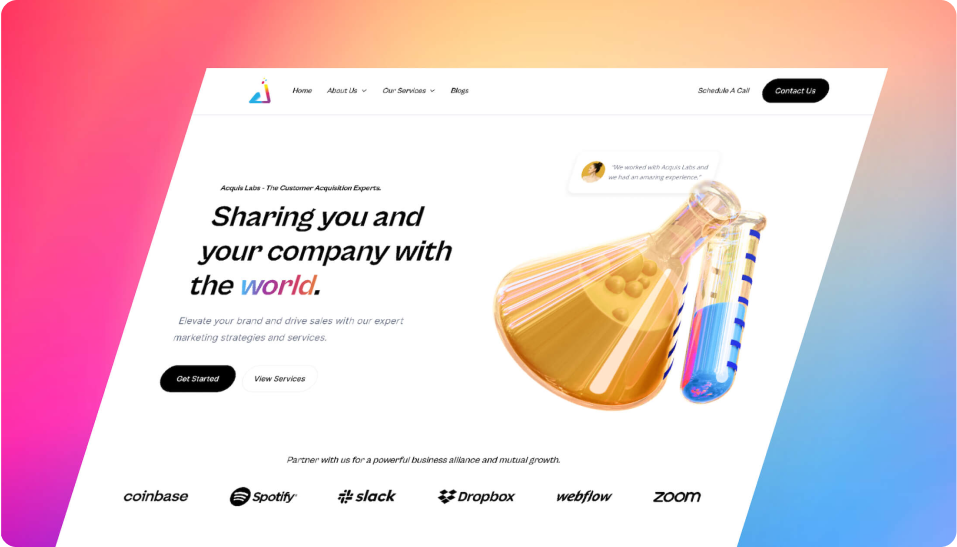 Home About Us Our Services Blogs Schedule A Call Contact Us
"We worked with Acquis Labs and
we had an amazing experience."
Acquis Labs - The Customer Acquisition Experts.
Sharing you and
your company with
the world.
Elevate your brand and drive sales with our expert
marketing strategies and services.
Get Started View Services
Partner with us for a powerful business alliance and mutual growth.
coinbase Spotify slack Dropbox webflow zoom